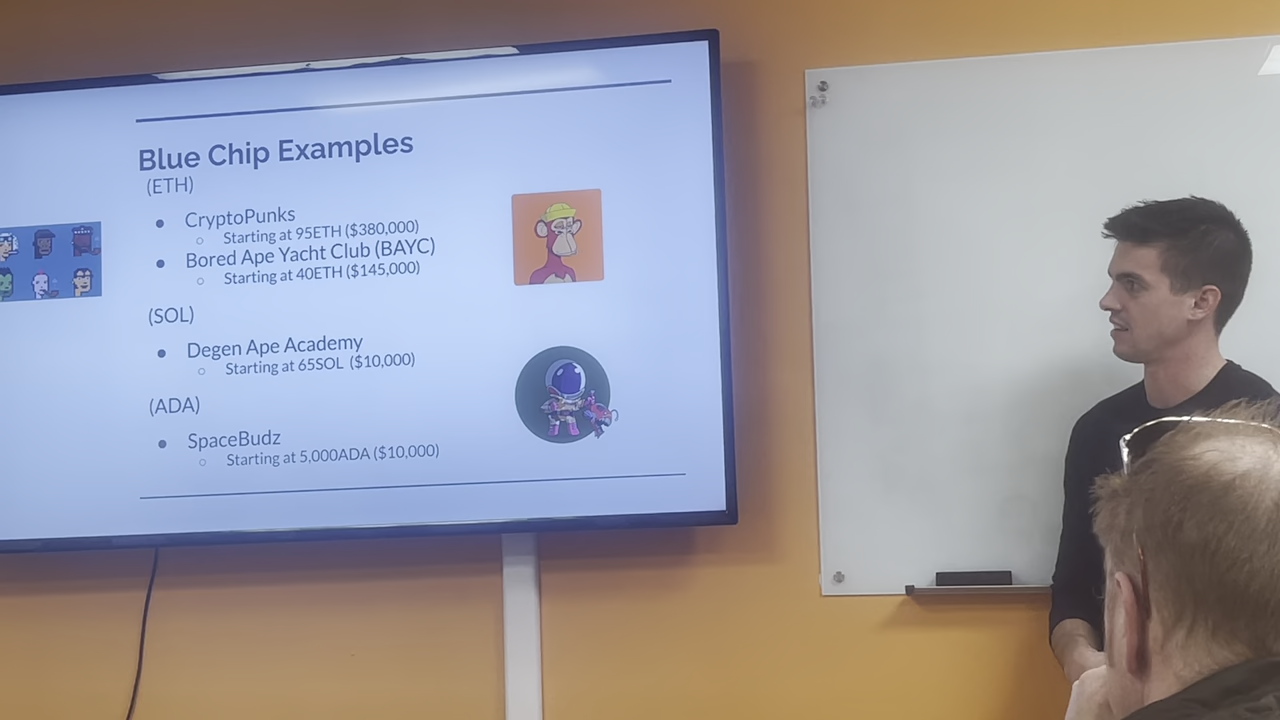 Blue Chip Examples
(ETH)
CryptoPunks
Starting at 95ETH ($380,000)
Bored Ape Yacht Club (BAYC)
Starting at 40ETH ($145,000)
(SOL)
Degen Ape Academy
Starting at 65SOL ($10,000)
(ADA)
SpaceBudz
Starting at 5,000ADA ($10,000)